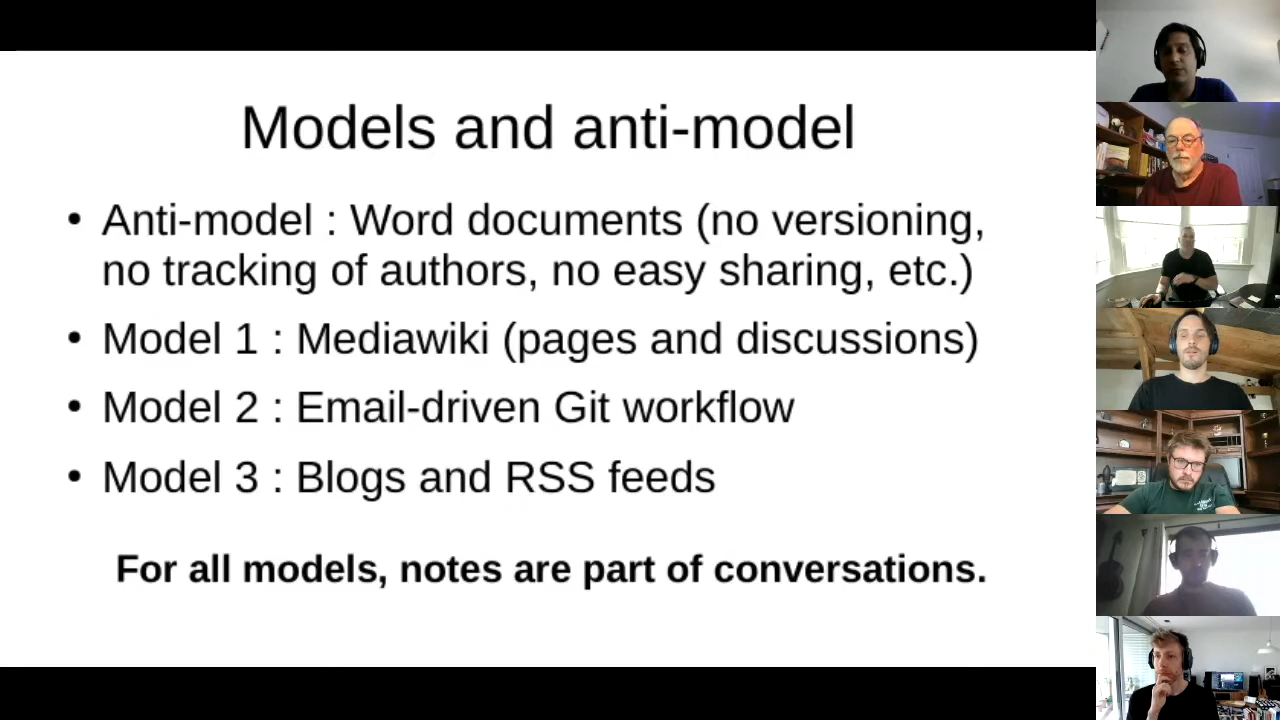 Models and anti-model
• Anti-model : Word documents (no versioning,
no tracking of authors, no easy sharing, etc.)
• Model 1 : Mediawiki (pages and discussions)
• Model 2 : Email-driven Git workflow
• Model 3 : Blogs and RSS feeds
For all models, notes are part of conversations.